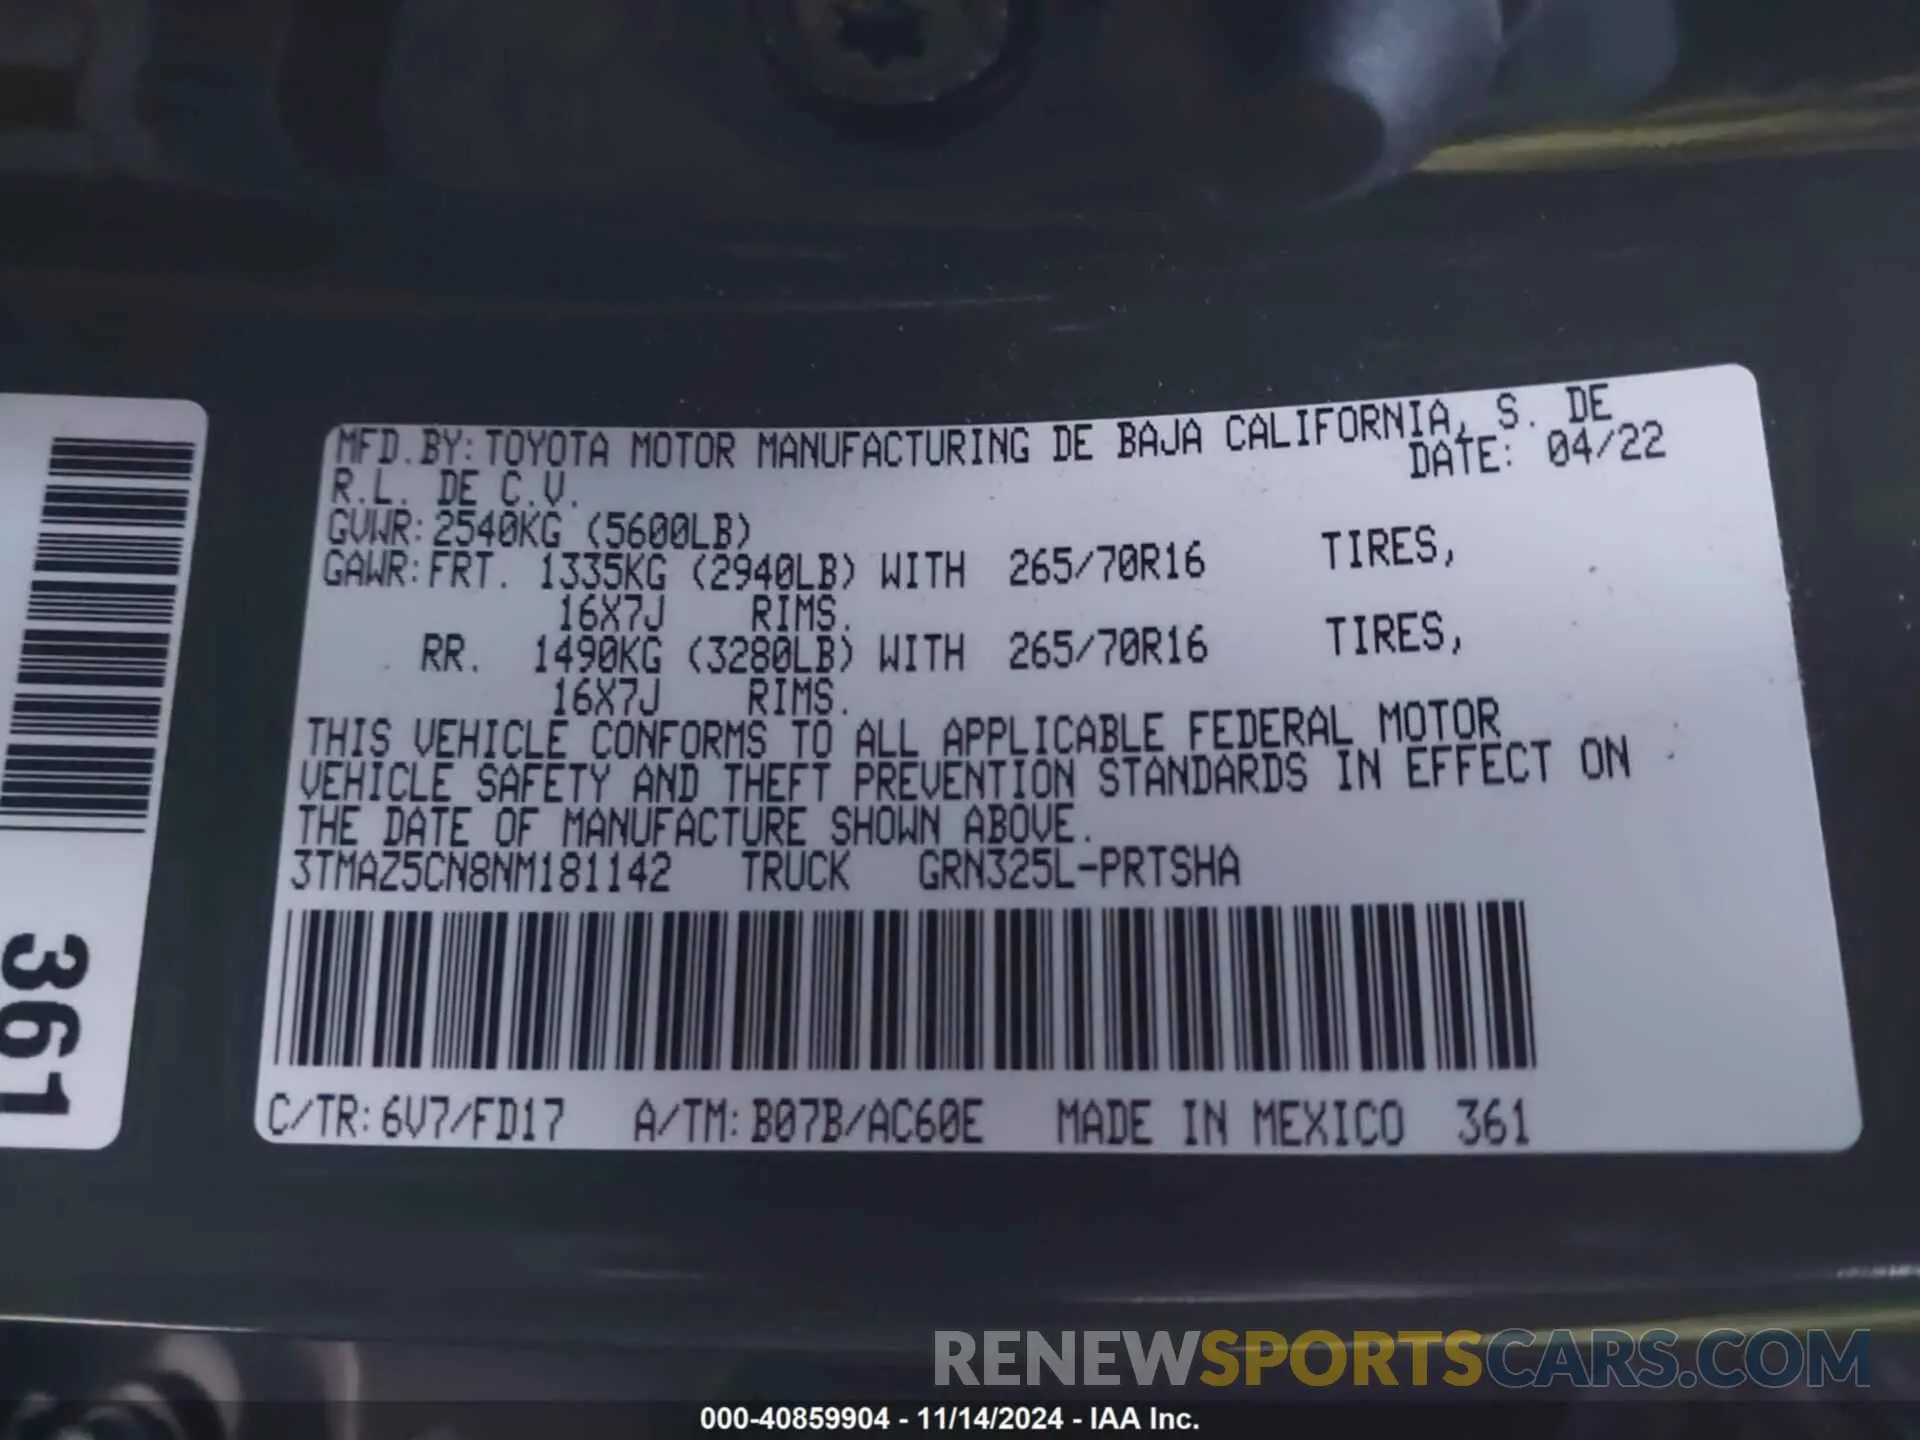 MFD.BY:TOYOTA MOTOR MANUFACTURING DE BAJA CALIFORNIA, S. DE
R.L. DE C.V. DATE: 04/22
GVWR:2540KG (5600LB)
GAWR:FRT. 1335KG (2940LB) WITH 265/70R16 TIRES,
16X7J RIMS.
RR. 1490KG (3280LB) WITH 265/70R16 TIRES,
16X7J RIMS.
THIS VEHICLE CONFORMS TO ALL APPLICABLE FEDERAL MOTOR
VEHICLE SAFETY AND THEFT PREVENTION STANDARDS IN EFFECT ON
THE DATE OF MANUFACTURE SHOWN ABOVE.
3TMAZ5CN8NM181142 TRUCK GRN325L-PRTSHA
C/TR:6V7/FD17 A/TM:B07B/AC60E MADE IN MEXICO 361
361
RENEWSPORTSCARS.COM
000-40859904 - 11/14/2024 - IAA Inc.